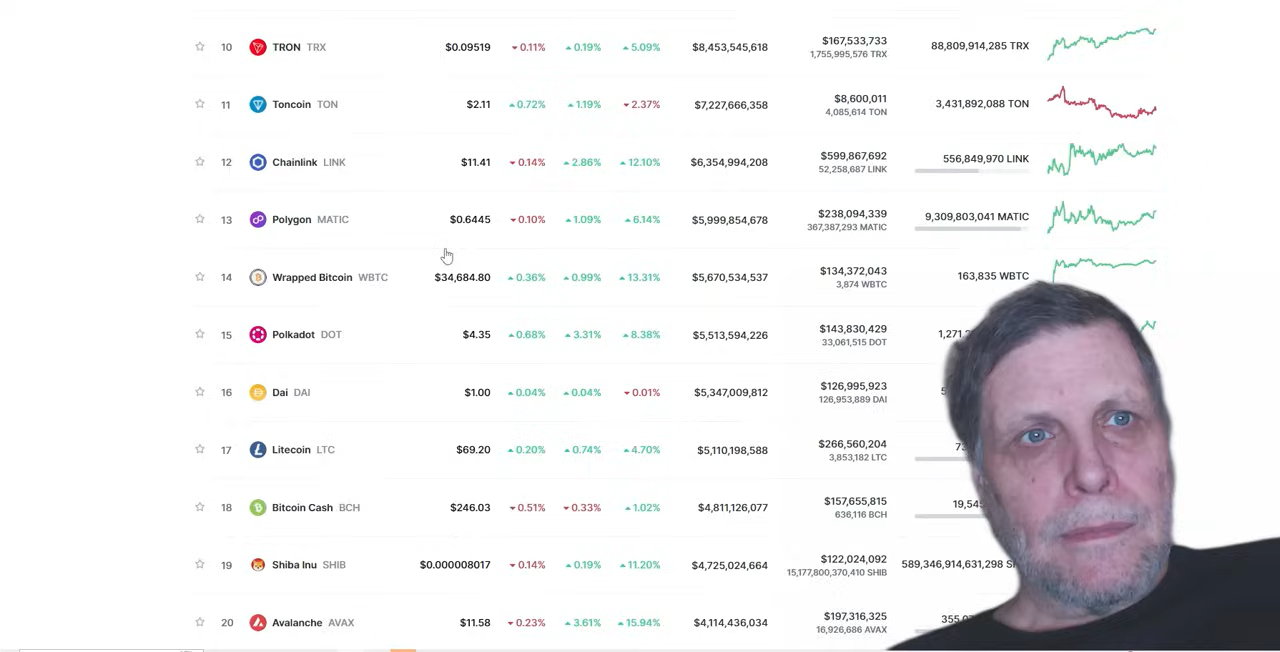 10 TRON TRX $0.09519 0.11% 0.19% 5.09% $8,453,545,618 $167,533,733 88,809,914,285 TRX
1,755,995,576 TRX
11 Toncoin TON $2.11 0.72% 1.19% 2.37% $7,227,666,358 $8,600,011 3,431,892,088 TON
4,085,614 TON
12 Chainlink LINK $11.41 0.14% 2.86% 12.10% $6,354,994,208 $599,867,692 556,849,970 LINK
52,258,687 LINK
13 Polygon MATIC $0.6445 0.10% 1.09% 6.14% $5,999,854,678 $238,094,339 9,309,803,041 MATIC
367,387,293 MATIC
14 Wrapped Bitcoin WBTC $34,684.80 0.36% 0.99% 13.31% $5,670,534,537 $134,372,043 163,835 WBTC
3,874 WBTC
15 Polkadot DOT $4.35 0.68% 3.31% 8.38% $5,513,594,226 $143,830,429
33,061,515 DOT
16 Dai DAI $1.00 0.04% 0.04% 0.01% $5,347,009,812 $126,995,923
126,953,889 DAI
17 Litecoin LTC $69.20 0.20% 0.74% 4.70% $5,110,198,588 $266,560,204
3,853,182 LTC
18 Bitcoin Cash BCH $246.03 0.51% 0.33% 1.02% $4,811,126,077 $157,655,815
636,116 BCH
19 Shiba Inu SHIB $0.000008017 0.14% 0.19% 11.20% $4,725,024,664 $122,024,092 589,346,914,631,298
15,177,800,370,410 SHIB
20 Avalanche AVAX $11.58 0.23% 3.61% 15.94% $4,114,436,034 $197,316,325
16,926,686 AVAX